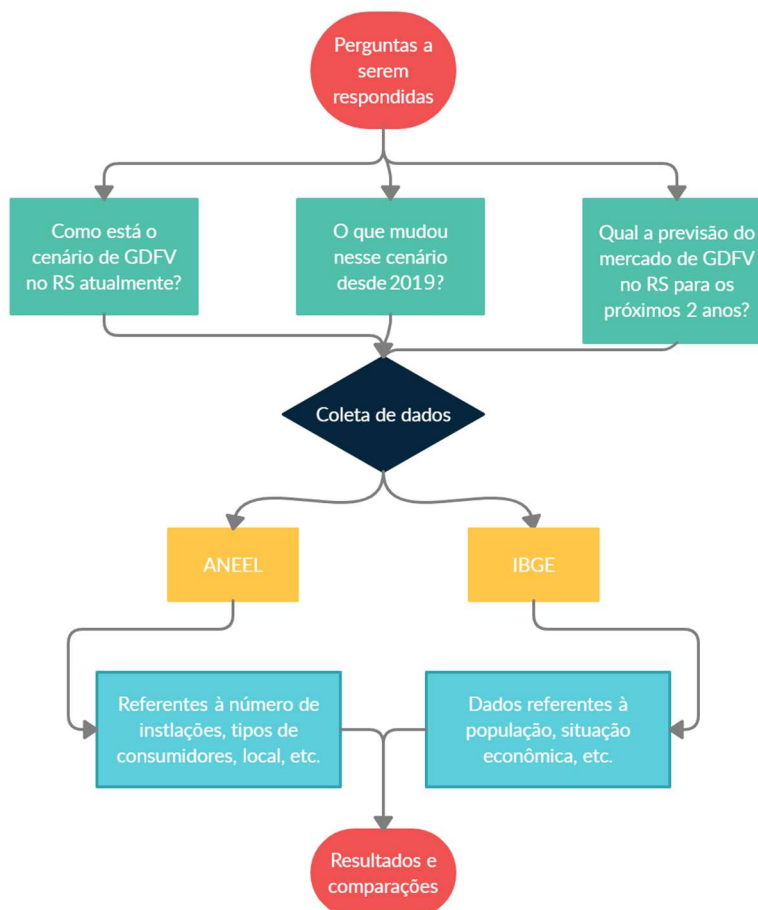 Perguntas a
serem
respondidas
Como está o
cenário de GDFV
no RS atualmente?
O que mudou
nesse cenário
desde 2019?
Qual a previsão do
mercado de GDFV
no RS para os
próximos 2 anos?
Coleta de dados
ANEEL
IBGE
Referentes à número de
instlações, tipos de
consumidores, local, etc.
Dados referentes à
população, situação
econômica, etc.
Resultados e
comparações